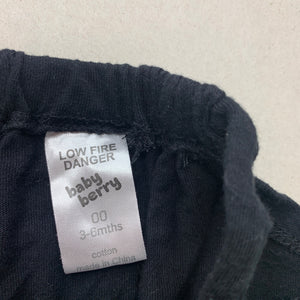 LOW FIRE
DANGER
baby
berry
00
3-6mths
cotton
made in China